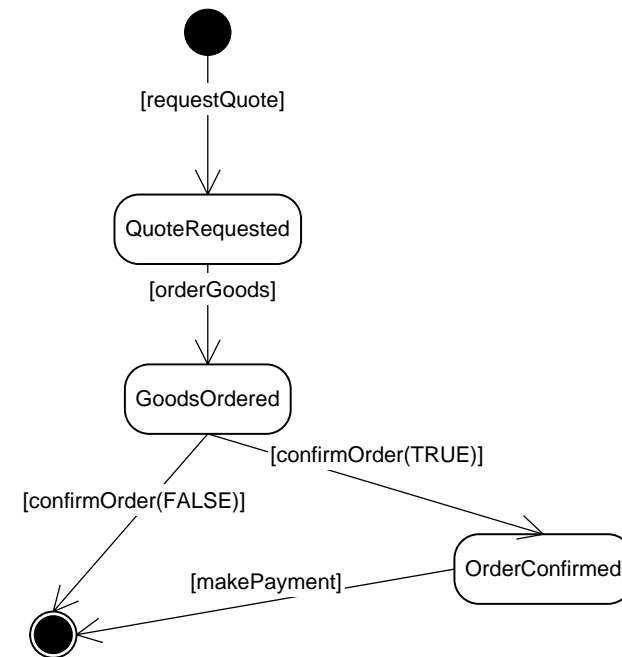 [requestQuote]
QuoteRequested
[orderGoods]
GoodsOrdered
[confirmOrder(TRUE)]
[confirmOrder(FALSE)]
OrderConfirmed
[makePayment]